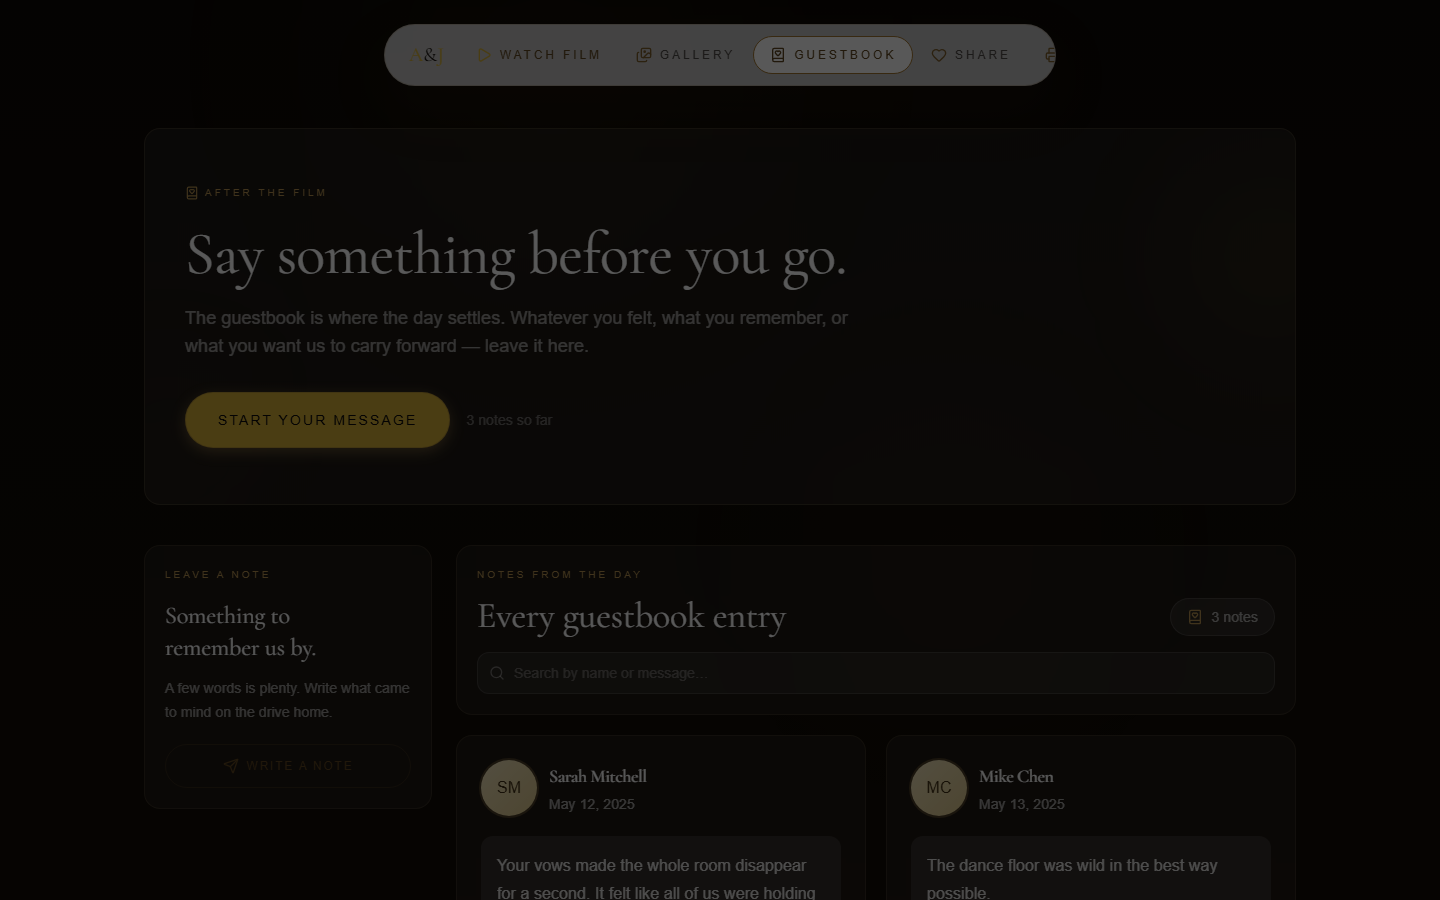 A&J
WATCH FILM
GALLERY
GUESTBOOK
SHARE
AFTER THE FILM
Say something before you go.
The guestbook is where the day settles. Whatever you felt, what you remember, or
what you want us to carry forward — leave it here.
START YOUR MESSAGE
3 notes so far
LEAVE A NOTE
Something to
remember us by.
A few words is plenty. Write what came
to mind on the drive home.
WRITE A NOTE
NOTES FROM THE DAY
Every guestbook entry
3 notes
Search by name or message...
SM
Sarah Mitchell
May 12, 2025
Your vows made the whole room disappear
for a second. It felt like all of us were holding
MC
Mike Chen
May 13, 2025
The dance floor was wild in the best way
possible.